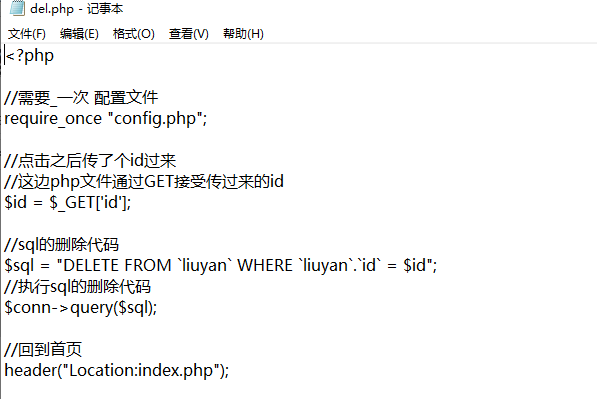 del.php - 记事本
文件(F) 编辑(E) 格式(O) 查看(V) 帮助(H)
<?php
//需要_一次 配置文件
require_once "config.php";
//点击之后传了个id过来
//这边php文件通过GET接受传过来的id
$id = $_GET['id'];
//sql的删除代码
$sql = "DELETE FROM `liuyan` WHERE `liuyan`.`id` = $id";
//执行sql的删除代码
$conn->query($sql);
//回到首页
header("Location:index.php");